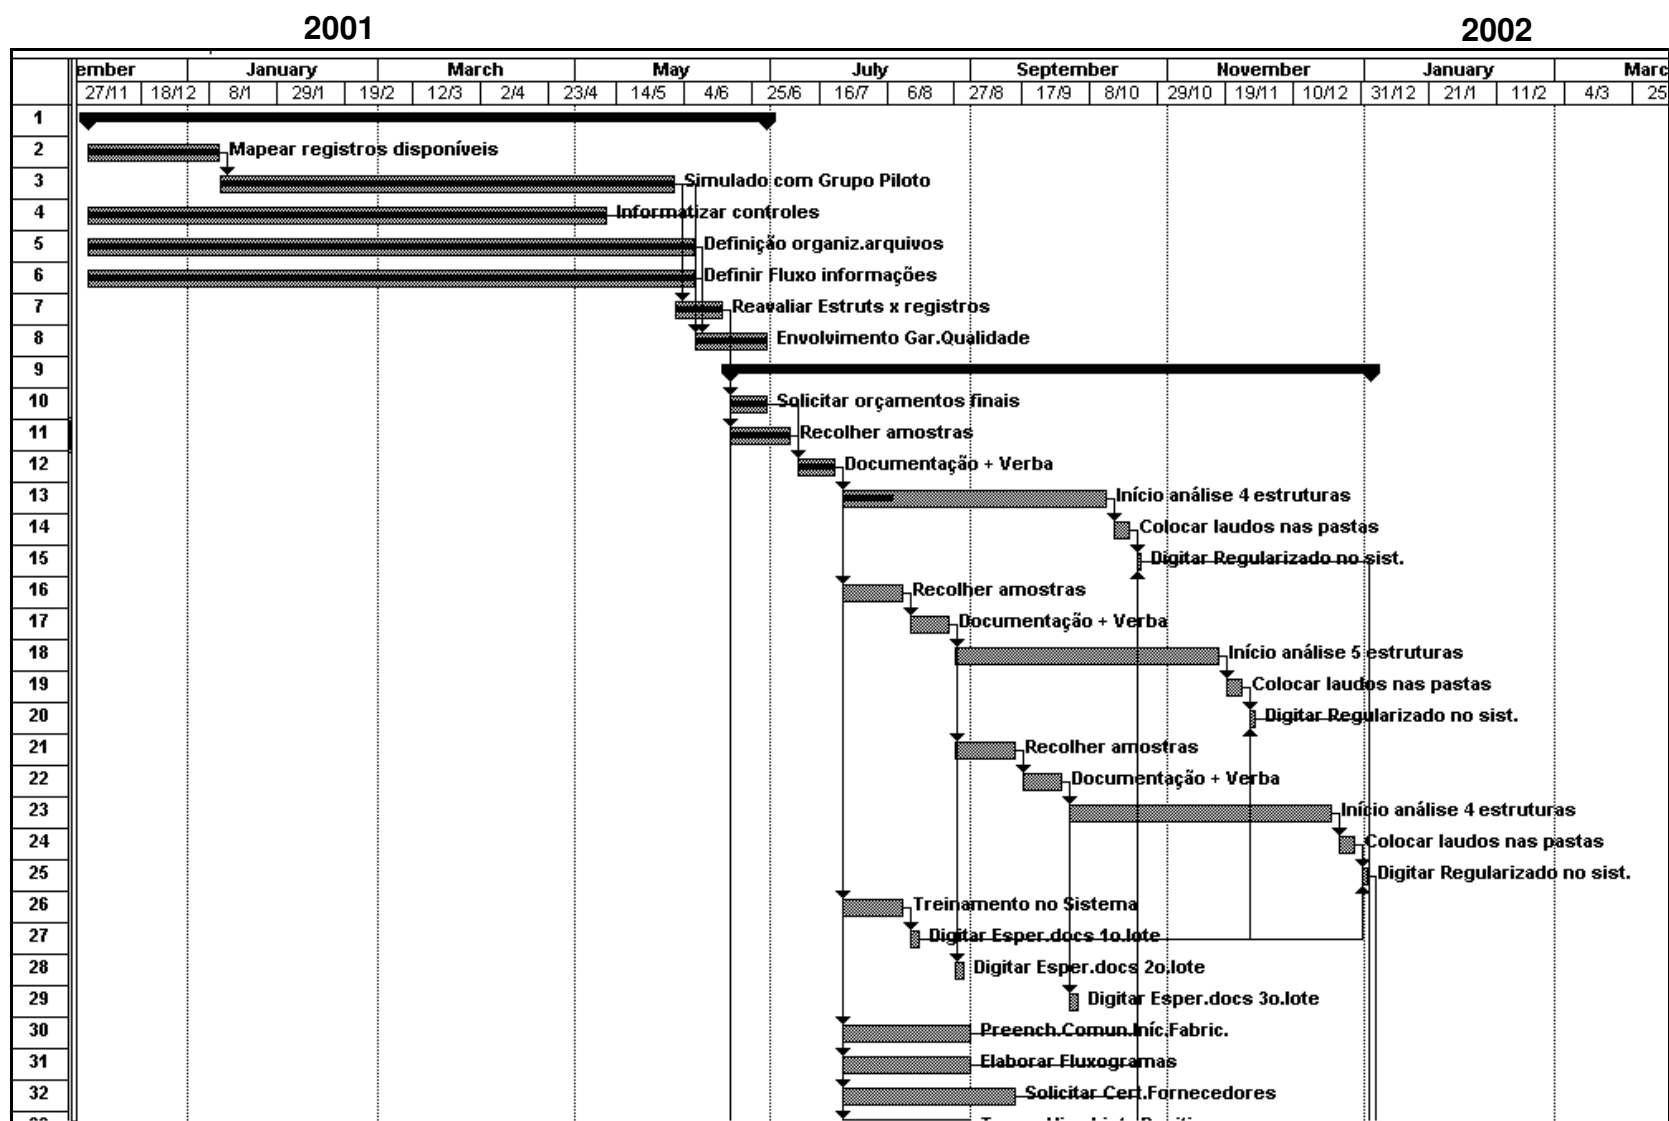 2001 2002
ember January March May July September November January Marc
27/11 18/12 8/1 29/1 19/2 12/3 2/4 23/4 14/5 4/6 25/6 16/7 6/8 27/8 17/9 8/10 29/10 19/11 10/12 31/12 21/1 11/2 4/3 25
1
2 Mapear registros disponíveis
3 Simulado com Grupo Piloto
4 Informatizar controles
5 Definição organiz.arquivos
6 Definir Fluxo informações
7 Reavaliar Estruts x registros
8 Envolvimento Gar.Qualidade
9
10 Solicitar orçamentos finais
11 Recolher amostras
12 Documentação + Verba
13 Início análise 4 estruturas
14 Colocar laudos nas pastas
15 Digitar Regularizado no sist.
16 Recolher amostras
17 Documentação + Verba
18 Início análise 5 estruturas
19 Colocar laudos nas pastas
20 Digitar Regularizado no sist.
21 Recolher amostras
22 Documentação + Verba
23 Início análise 4 estruturas
24 Colocar laudos nas pastas
25 Digitar Regularizado no sist.
26 Treinamento no Sistema
27 Digitar Esper.docs 1o.lote
28 Digitar Esper.docs 2o.lote
29 Digitar Esper.docs 3o.lote
30 Preench.Comun.Iníc.Fabric.
31 Elaborar Fluxogramas
32 Solicitar Cert.Fornecedores